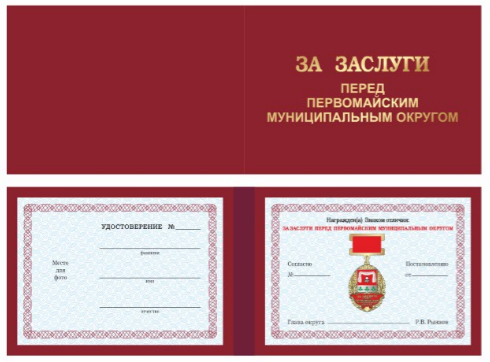 ЗА ЗАСЛУГИ
ПЕРЕД
ПЕРВОМАЙСКИМ
МУНИЦИПАЛЬНЫМ ОКРУГОМ
УДОСТОВЕРЕНИЕ №
фамилия
Место
для
фото
имя
отчество
Награжден(а) Знаком отличия
ЗА ЗАСЛУГИ ПЕРЕД ПЕРВОМАЙСКИМ МУНИЦИПАЛЬНЫМ ОКРУГОМ
Согласно Постановлению
№ от
Глава округа Р.В. Рыжков